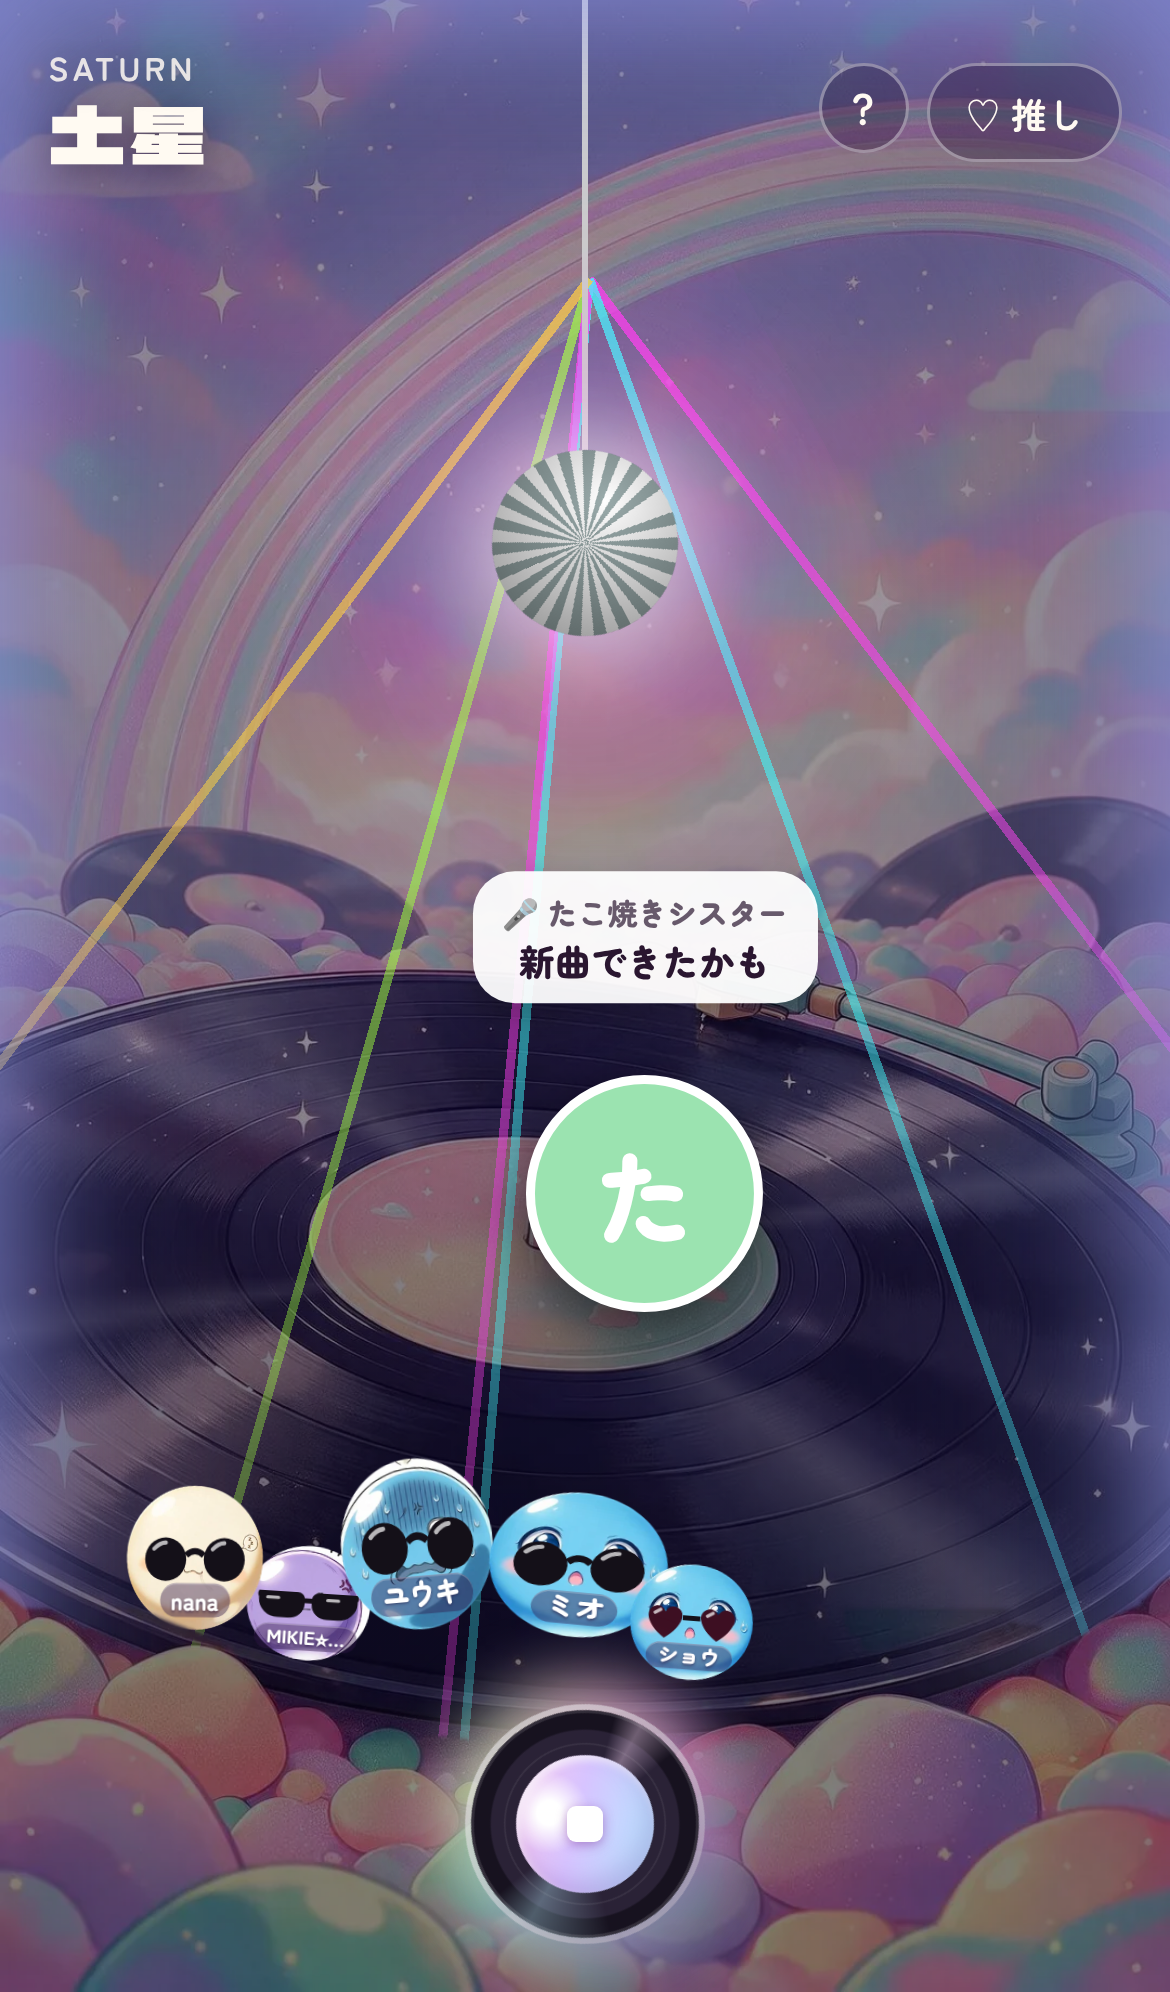 SATURN
土星
?
♡ 推し
🎤 たこ焼きシスター
新曲できたかも
た
nana
MIKIE☆...
ユウキ
ミオ
ショウ